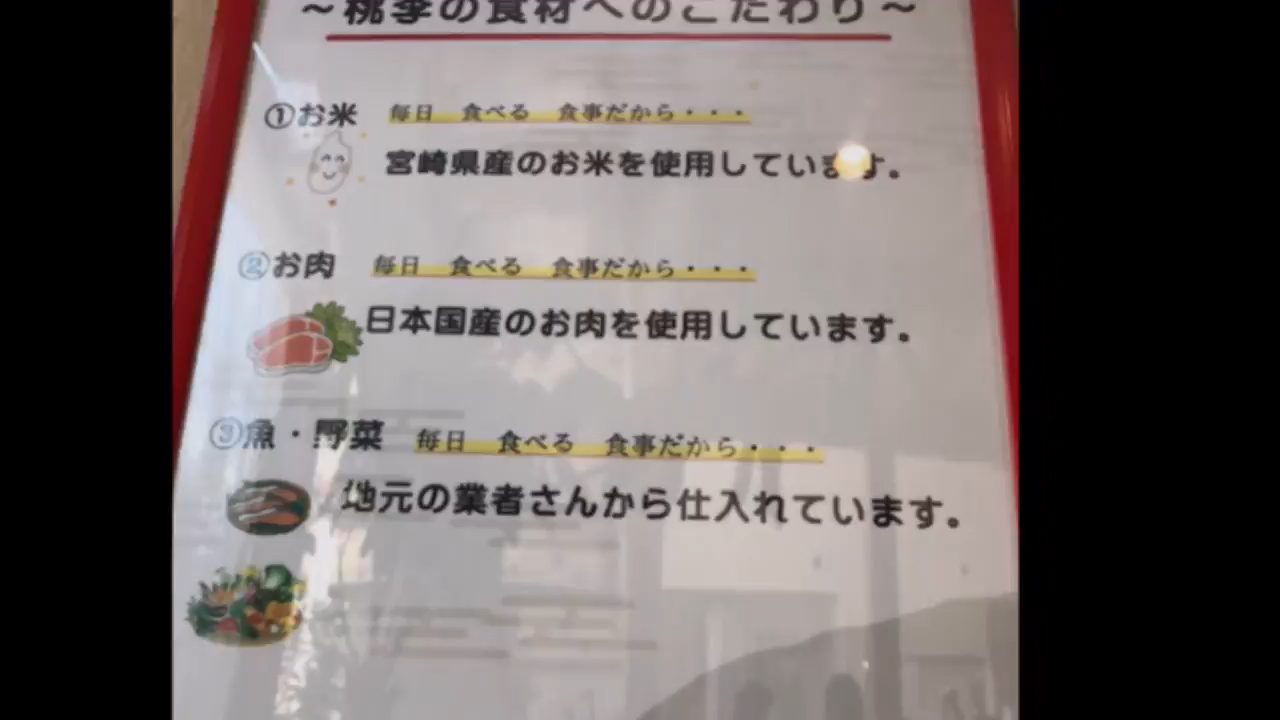 ～桃李の食材へのこだわり～
①お米 毎日 食べる 食事だから・・・
宮崎県産のお米を使用しています。
②お肉 毎日 食べる 食事だから・・・
日本国産のお肉を使用しています。
③魚・野菜 毎日 食べる 食事だから・・・
地元の業者さんから仕入れています。